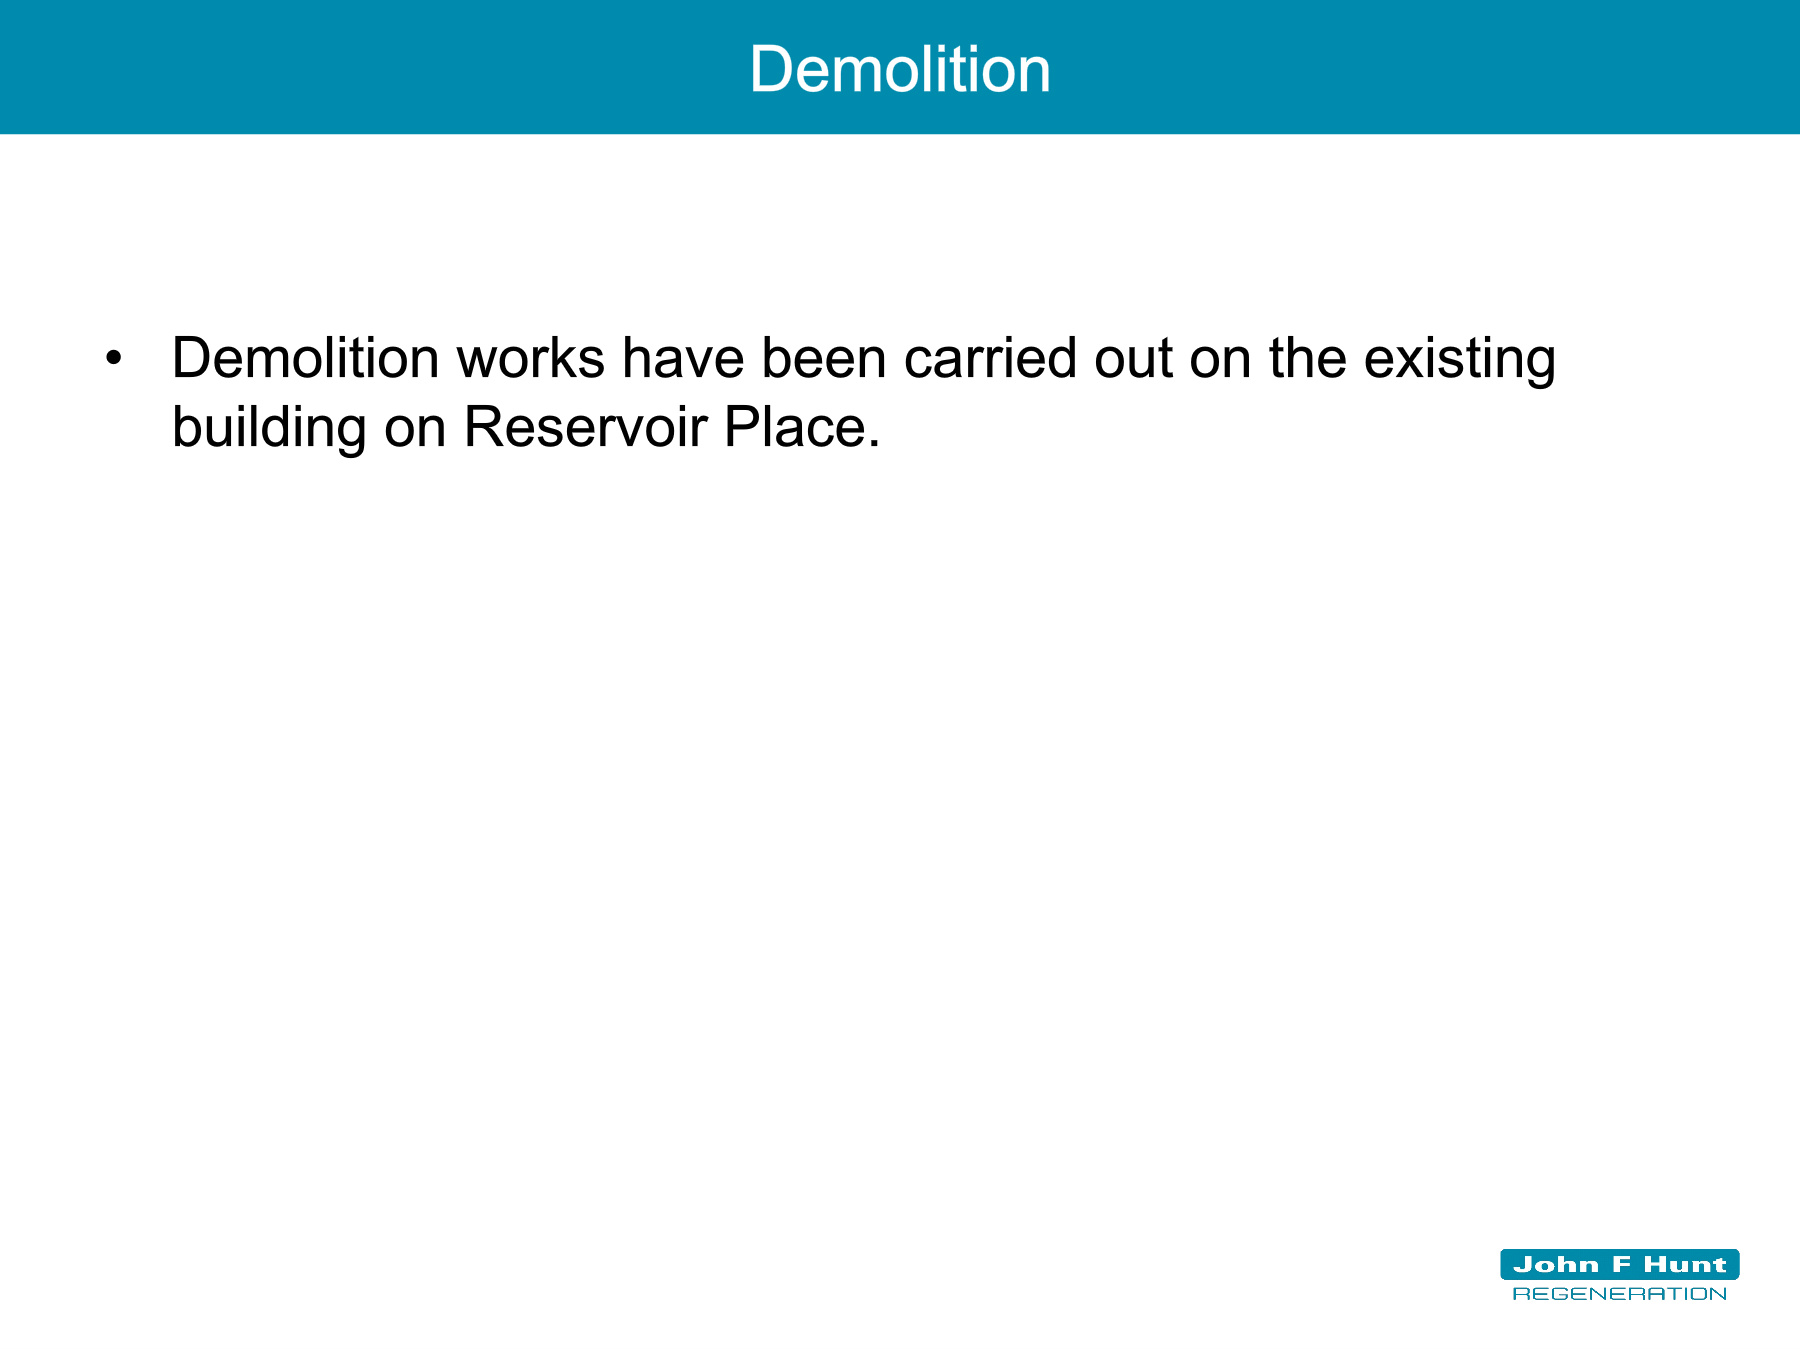 Demolition
• Demolition works have been carried out on the existing
building on Reservoir Place.
John F Hunt
REGENERATION